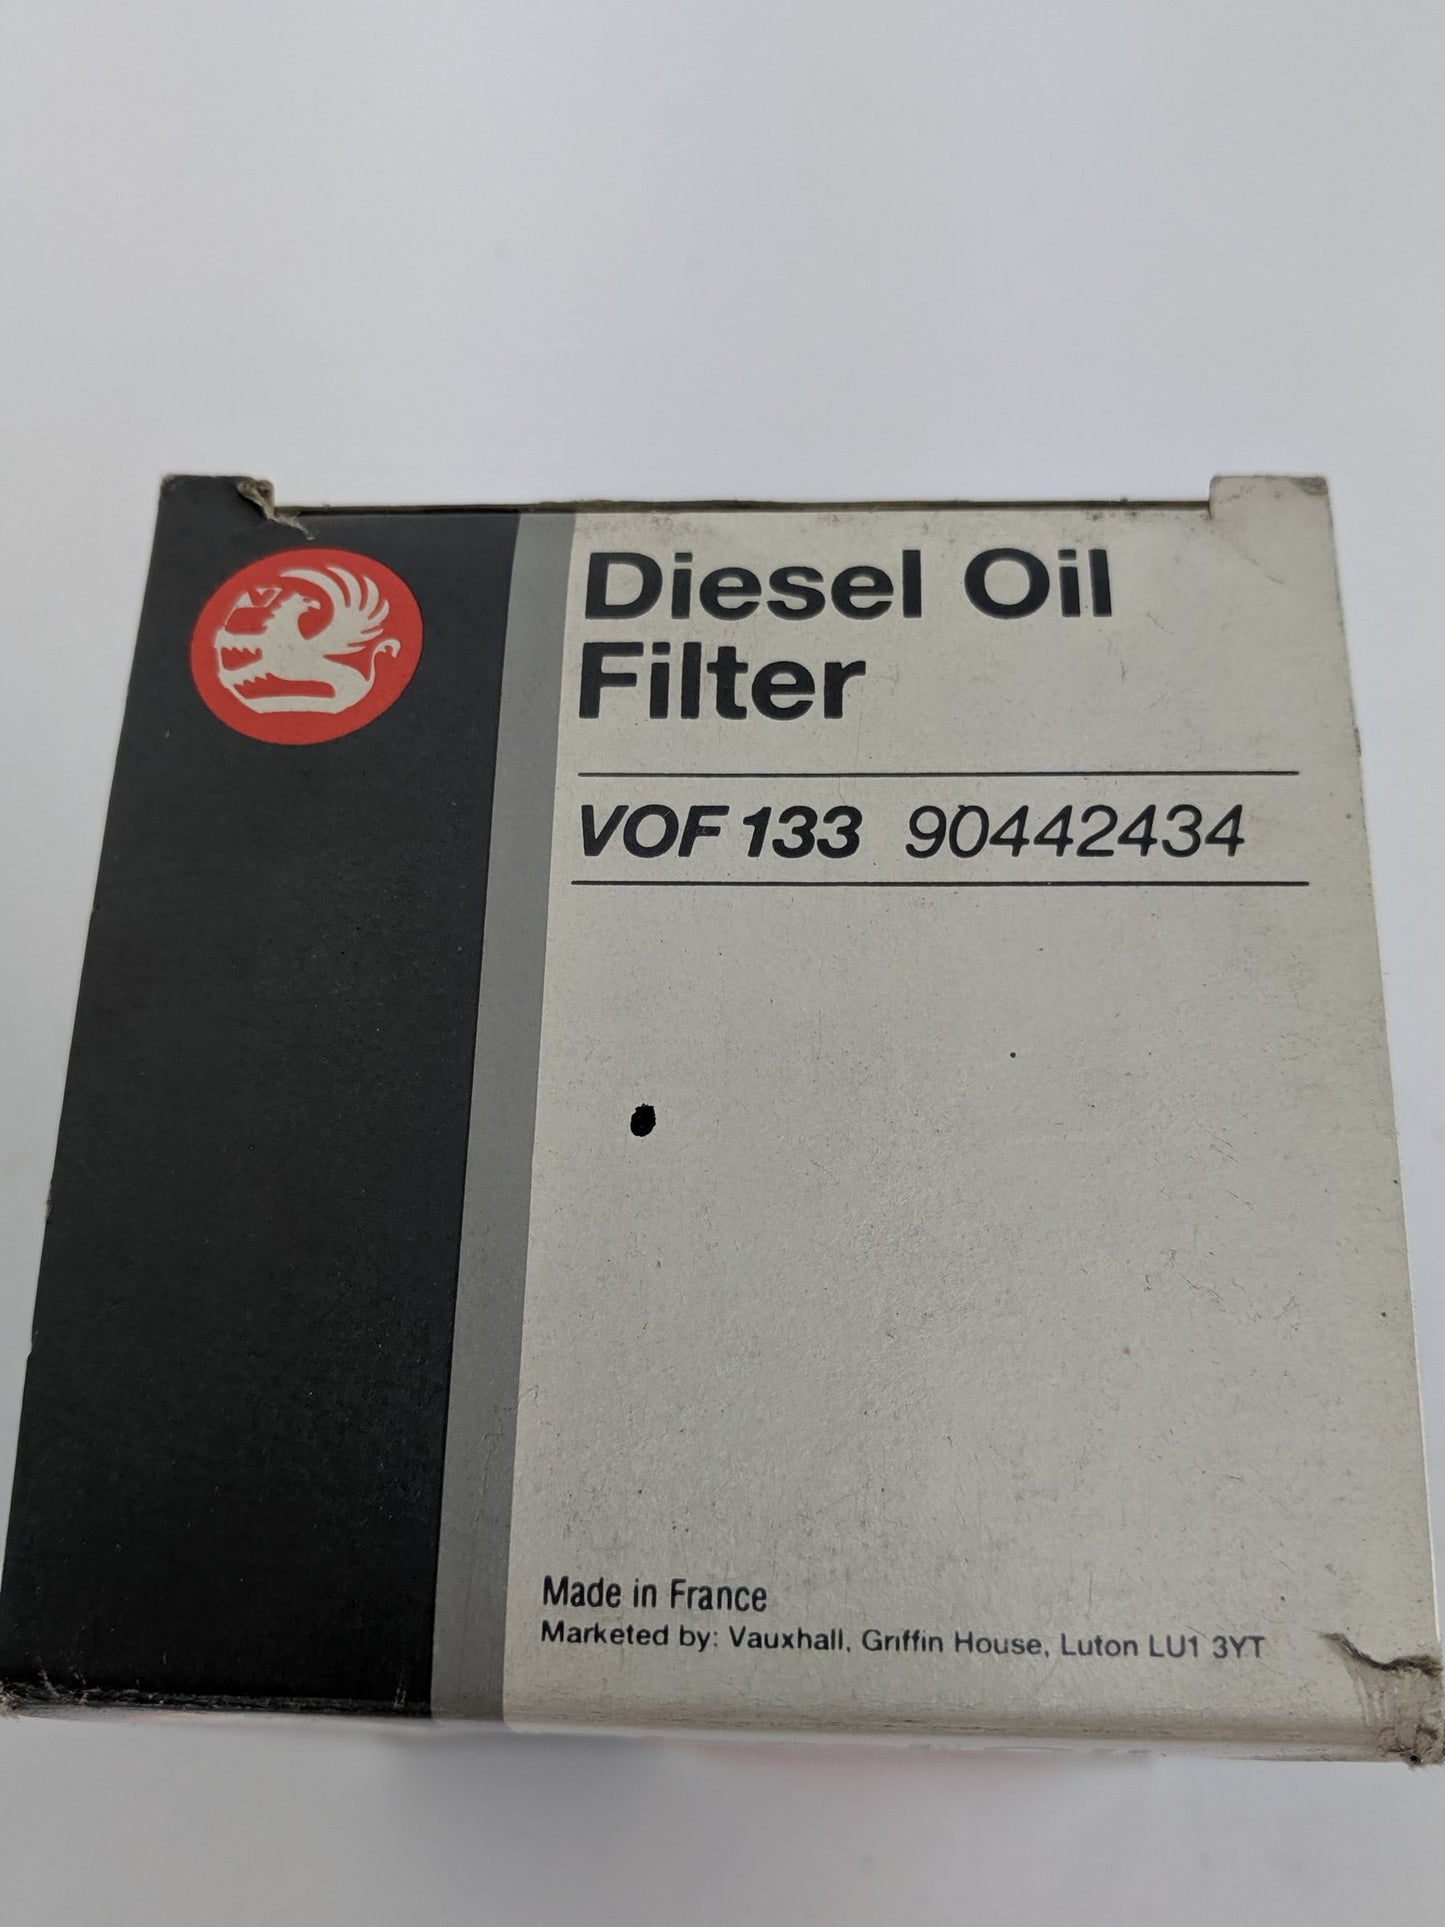 Diesel Oil
Filter
VOF 133 90442434
Made in France
Marketed by: Vauxhall, Griffin House, Luton LU1 3YT